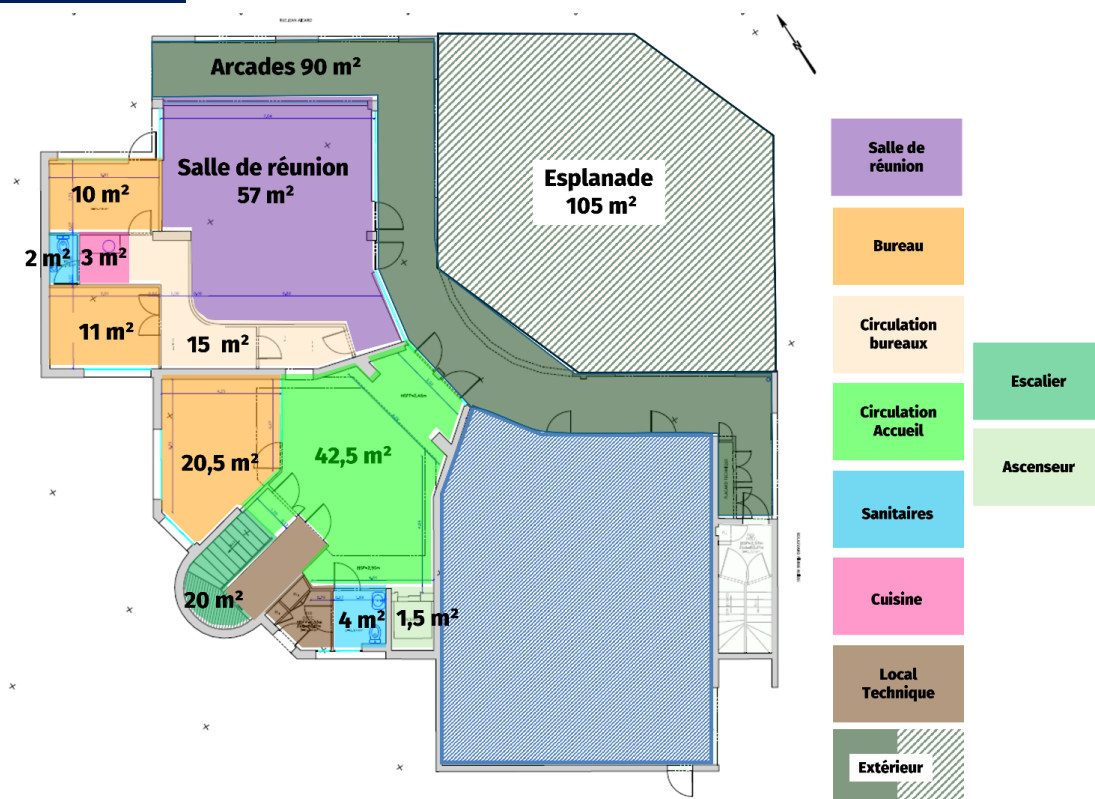 Arcades 90 m²
Salle de réunion
57 m²
Esplanade
105 m²
10 m²
2 m²
3 m²
11 m²
15 m²
20,5 m²
42,5 m²
20 m²
4 m²
1,5 m²
Salle de
réunion
Bureau
Circulation
bureaux
Circulation
Accueil
Sanitaires
Cuisine
Local
Technique
Extérieur
Escalier
Ascenseur